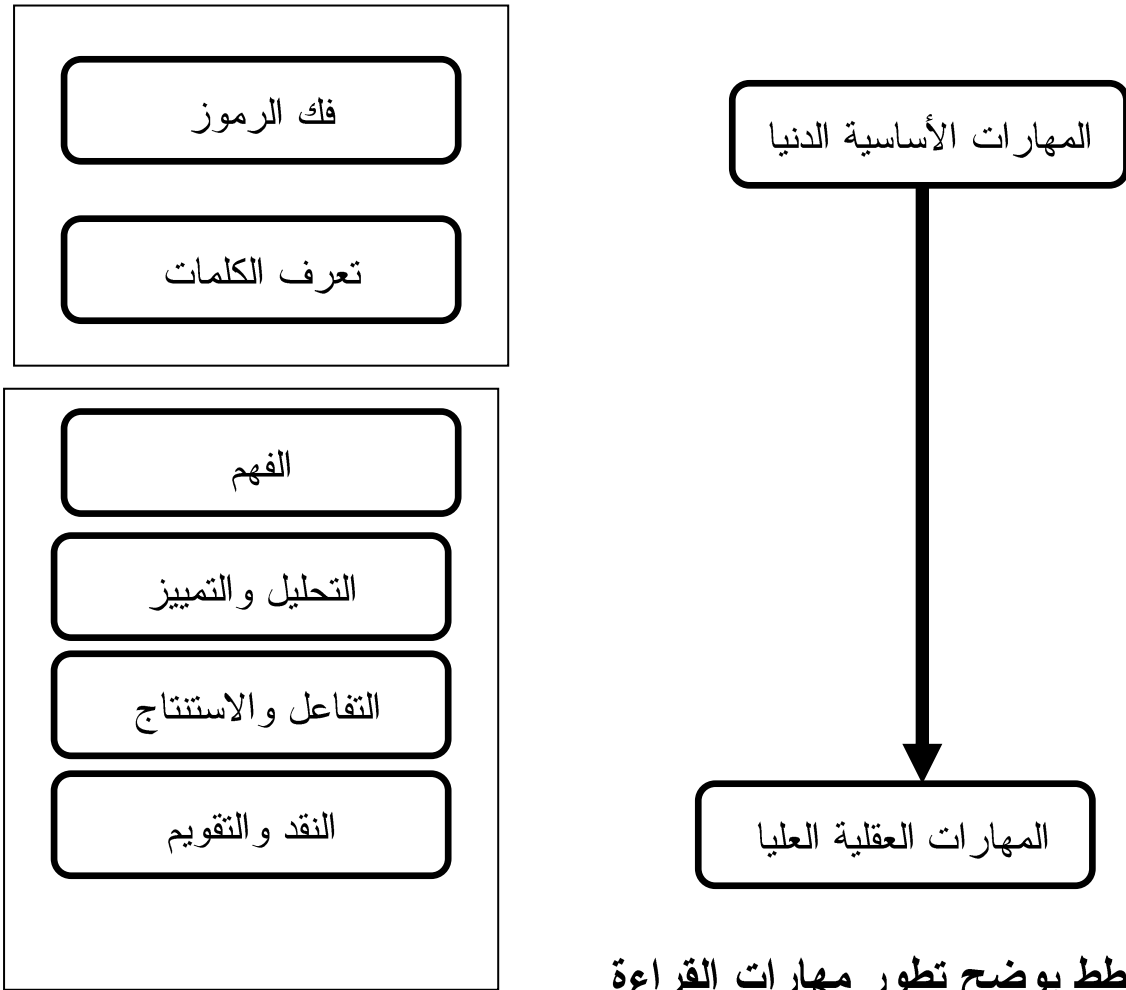 المهارات الأساسية الدنيا
المهارات العقلية العليا
فك الرموز
تعرف الكلمات
الفهم
التحليل والتمييز
التفاعل والاستنتاج
النقد والتقويم
طط يوضح تطور مهارات القراءة